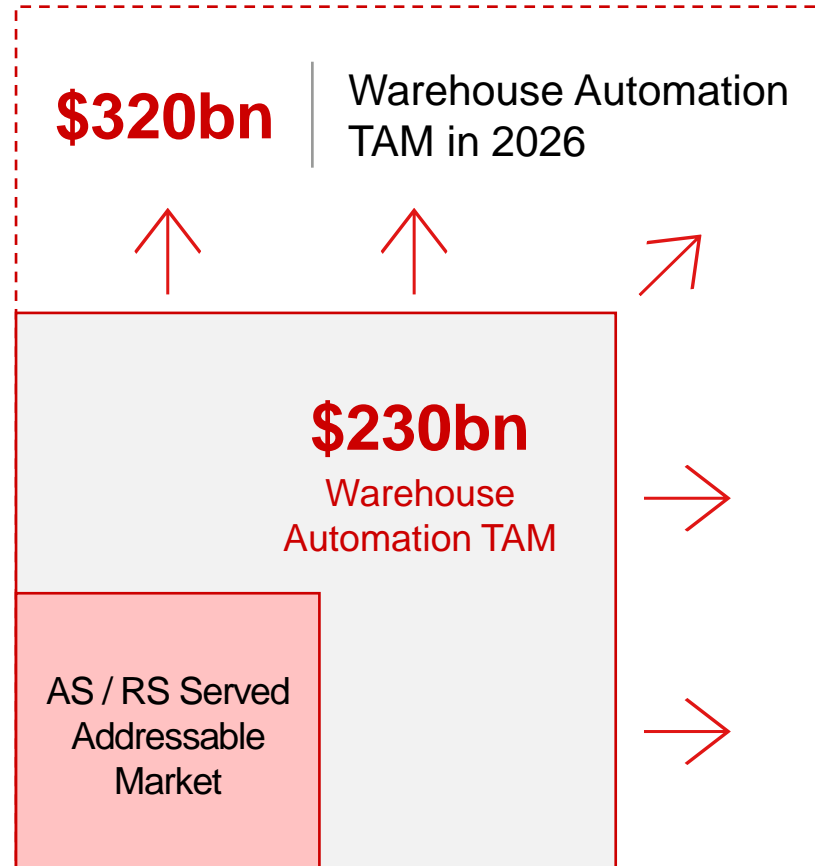 $320bn
Warehouse Automation
TAM in 2026
$230bn
Warehouse
Automation TAM
AS / RS Served
Addressable
Market